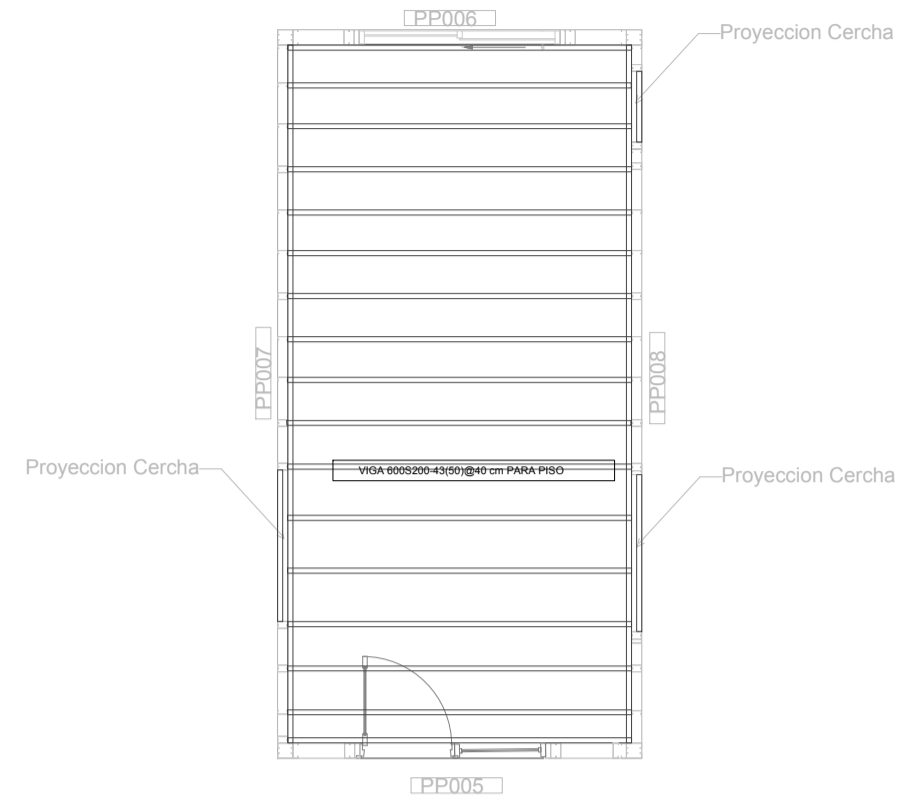 PP006
Proyeccion Cercha
PP007
PP008
Proyeccion Cercha
VIGA 600S200-43(50)@40 cm PARA PISO
Proyeccion Cercha
PP005